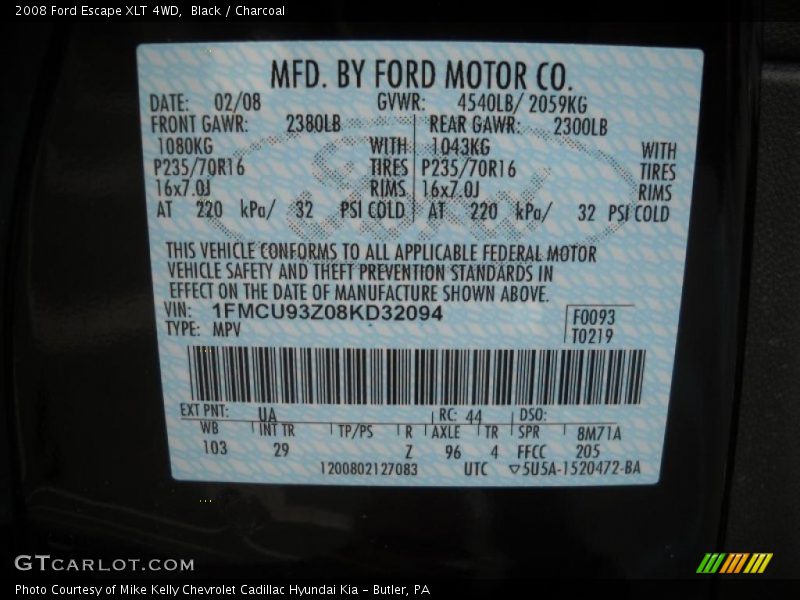 2008 Ford Escape XLT 4WD, Black / Charcoal
MFD. BY FORD MOTOR CO.
DATE: 02/08 GVWR: 4540LB/ 2059KG
FRONT GAWR: 2380LB REAR GAWR: 2300LB
1080KG WITH 1043KG WITH
P235/70R16 TIRES P235/70R16 TIRES
16x7.0J RIMS 16x7.0J RIMS
AT 220 kPa/ 32 PSI COLD AT 220 kPa/ 32 PSI COLD
THIS VEHICLE CONFORMS TO ALL APPLICABLE FEDERAL MOTOR
VEHICLE SAFETY AND THEFT PREVENTION STANDARDS IN
EFFECT ON THE DATE OF MANUFACTURE SHOWN ABOVE.
VIN: 1FMCU93Z08KD32094 F0093
TYPE: MPV T0219
EXT PNT: UA RC: 44 DSO:
WB INT TR TP/PS R AXLE TR SPR 8M71A
103 29 Z 96 4 FFCC 205
1200802127083 UTC ▽5U5A-1520472-BA
GTCARLOT.COM
Photo Courtesy of Mike Kelly Chevrolet Cadillac Hyundai Kia – Butler, PA